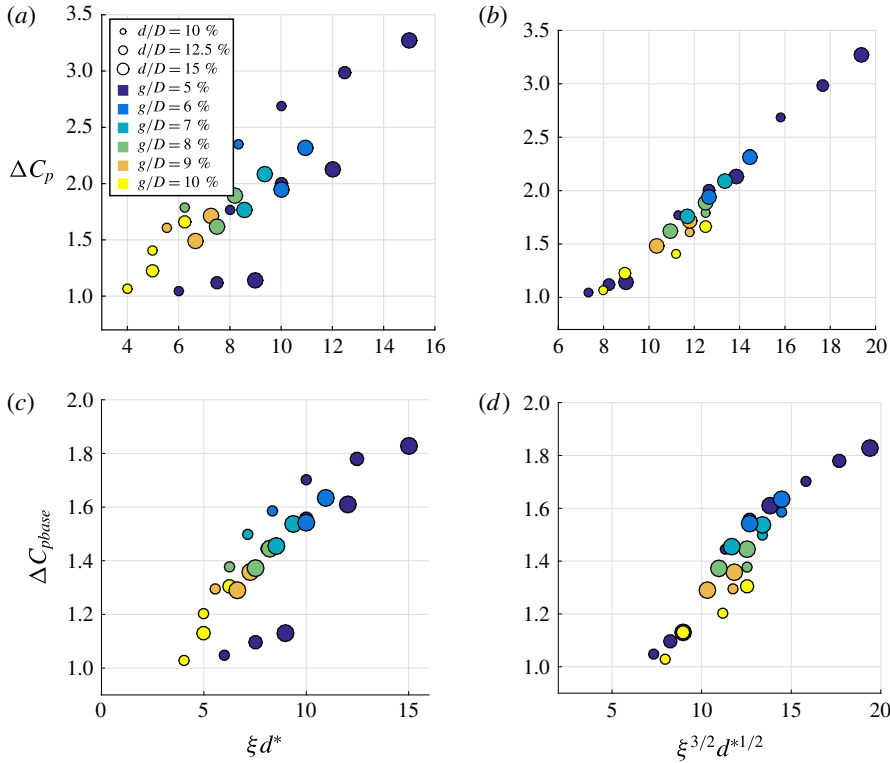 (a)
3.5
3.0
2.5
2.0
1.5
1.0
ΔC_p
d/D = 10 %
d/D = 12.5 %
d/D = 15 %
g/D = 5 %
g/D = 6 %
g/D = 7 %
g/D = 8 %
g/D = 9 %
g/D = 10 %
4 6 8 10 12 14 16
(b)
3.5
3.0
2.5
2.0
1.5
1.0
6 8 10 12 14 16 18 20
(c)
2.0
1.8
1.6
1.4
1.2
1.0
ΔC_pbase
0 5 10 15
ξd*
(d)
2.0
1.8
1.6
1.4
1.2
1.0
5 10 15 20
ξ^{3/2}d^{*1/2}